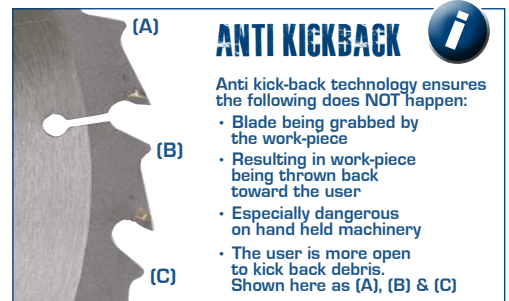 (A)
(B)
(C)
ANTI KICKBACK
i
Anti kick-back technology ensures
the following does NOT happen:
• Blade being grabbed by
the work-piece
• Resulting in work-piece
being thrown back
toward the user
• Especially dangerous
on hand held machinery
• The user is more open
to kick back debris.
Shown here as (A), (B) & (C)